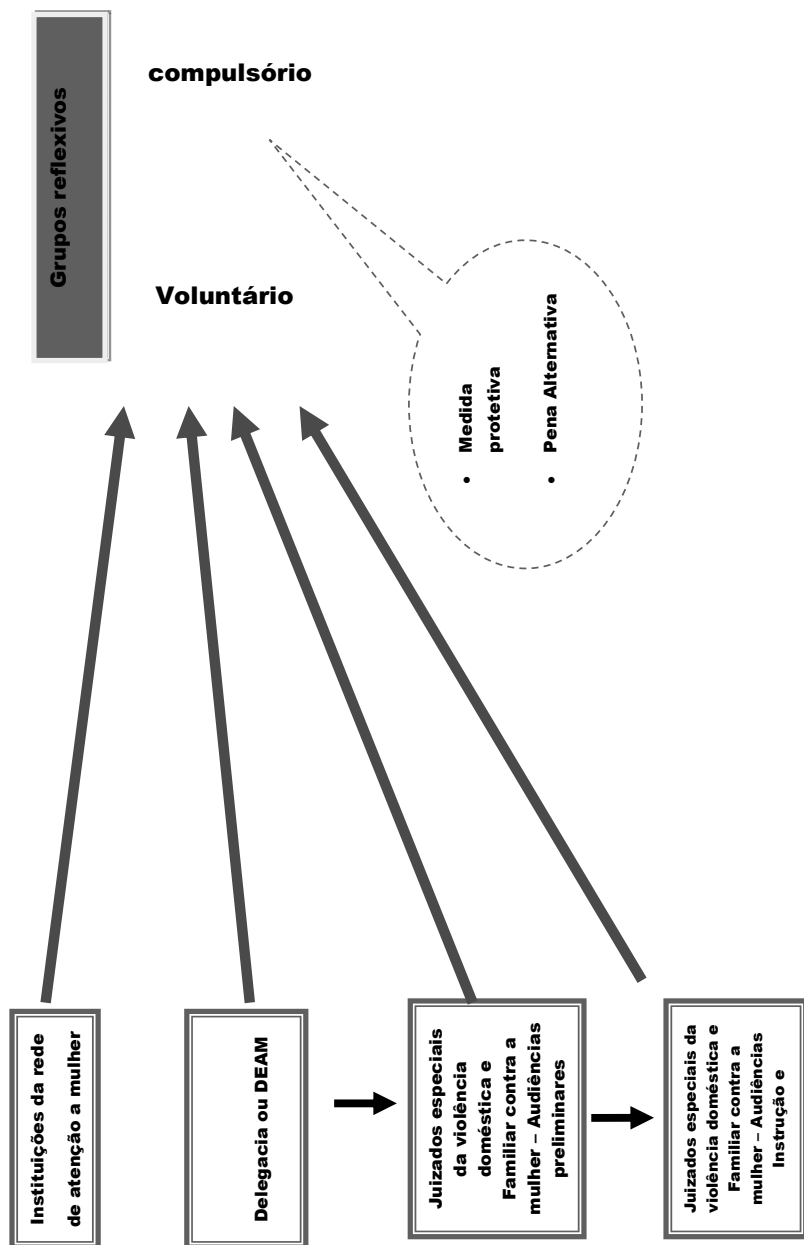 Grupos reflexivos
compulsório
Voluntário
• Medida
protetiva
• Pena Alternativa
Instituições da rede
de atenção a mulher
Delegacia ou DEAM
Juizados especiais
da violência
doméstica e
Familiar contra a
mulher – Audiências
preliminares
Juizados especiais da
violência doméstica e
Familiar contra a
mulher – Audiências
Instrução e